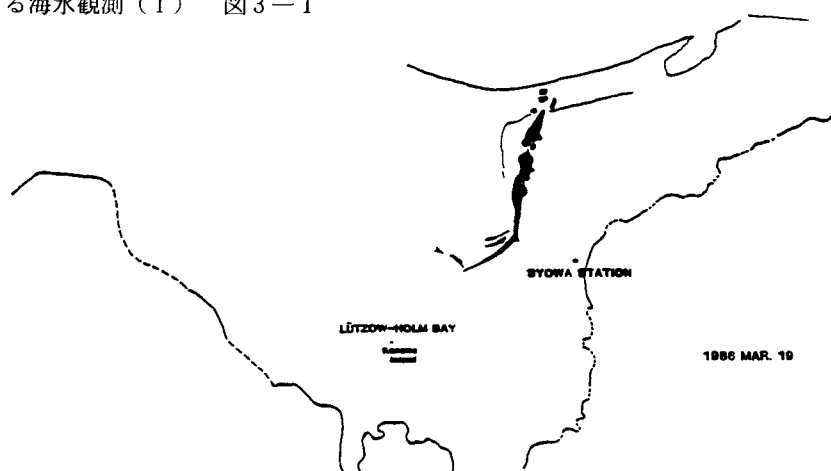 る海氷観測（I）　図3－1
SYOWA STATION
LÜTZOW-HOLM BAY
1986 MAR. 19